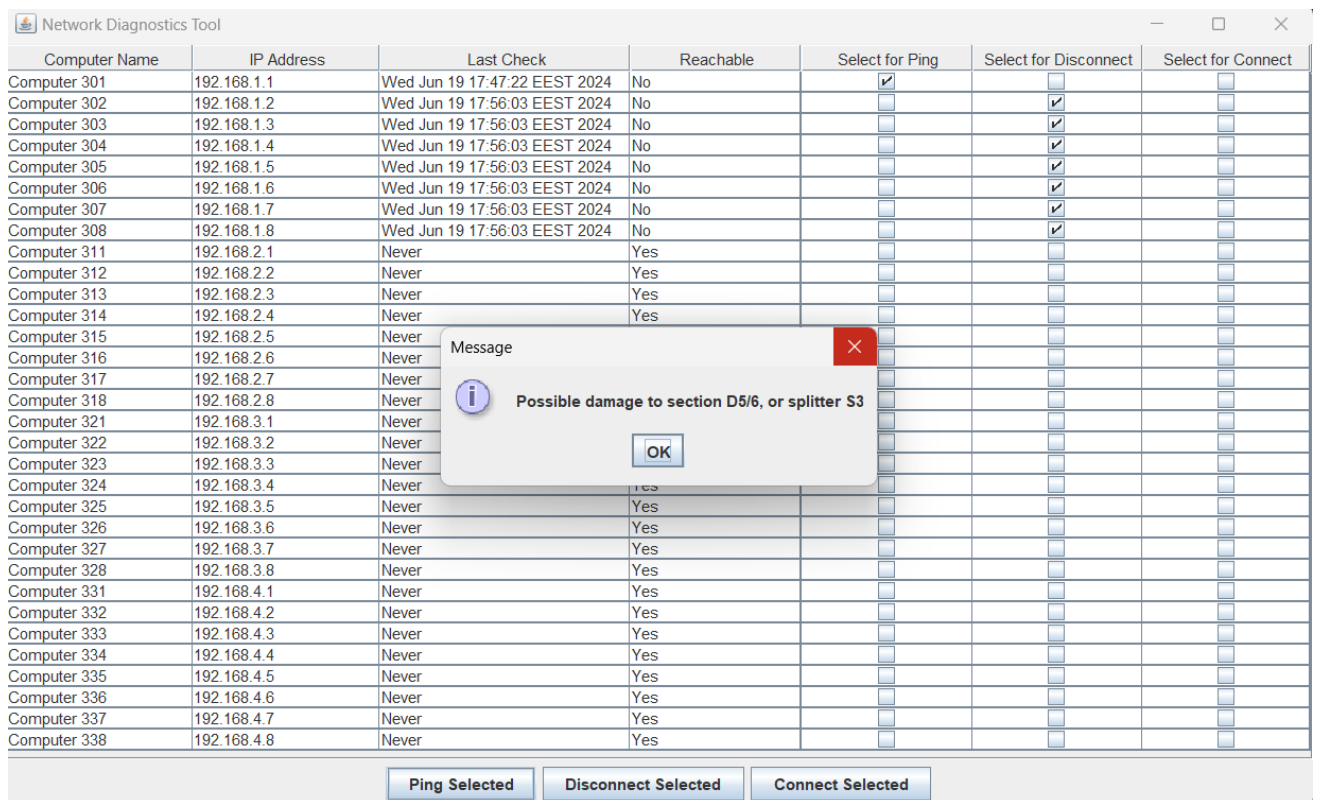 Network Diagnostics Tool
Computer Name IP Address Last Check Reachable Select for Ping Select for Disconnect Select for Connect
Computer 301 192.168.1.1 Wed Jun 19 17:47:22 EEST 2024 No
Computer 302 192.168.1.2 Wed Jun 19 17:56:03 EEST 2024 No
Computer 303 192.168.1.3 Wed Jun 19 17:56:03 EEST 2024 No
Computer 304 192.168.1.4 Wed Jun 19 17:56:03 EEST 2024 No
Computer 305 192.168.1.5 Wed Jun 19 17:56:03 EEST 2024 No
Computer 306 192.168.1.6 Wed Jun 19 17:56:03 EEST 2024 No
Computer 307 192.168.1.7 Wed Jun 19 17:56:03 EEST 2024 No
Computer 308 192.168.1.8 Wed Jun 19 17:56:03 EEST 2024 No
Computer 311 192.168.2.1 Never Yes
Computer 312 192.168.2.2 Never Yes
Computer 313 192.168.2.3 Never Yes
Computer 314 192.168.2.4 Never Yes
Computer 315 192.168.2.5 Never
Computer 316 192.168.2.6 Never
Computer 317 192.168.2.7 Never
Computer 318 192.168.2.8 Never
Computer 321 192.168.3.1 Never
Computer 322 192.168.3.2 Never
Computer 323 192.168.3.3 Never
Computer 324 192.168.3.4 Never Yes
Computer 325 192.168.3.5 Never Yes
Computer 326 192.168.3.6 Never Yes
Computer 327 192.168.3.7 Never Yes
Computer 328 192.168.3.8 Never Yes
Computer 331 192.168.4.1 Never Yes
Computer 332 192.168.4.2 Never Yes
Computer 333 192.168.4.3 Never Yes
Computer 334 192.168.4.4 Never Yes
Computer 335 192.168.4.5 Never Yes
Computer 336 192.168.4.6 Never Yes
Computer 337 192.168.4.7 Never Yes
Computer 338 192.168.4.8 Never Yes
Message
Possible damage to section D5/6, or splitter S3
OK
Ping Selected Disconnect Selected Connect Selected